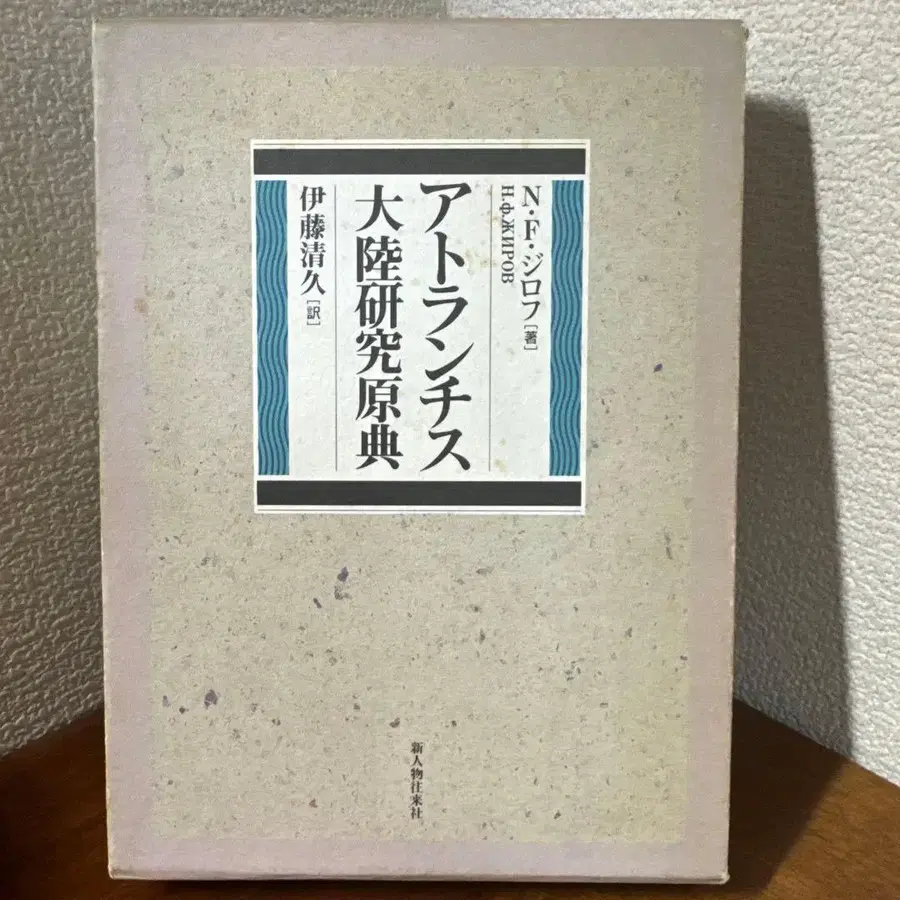 N・F・ジロフ[著]
Н.Ф.ЖИРОВ
アトランチス
大陸研究原典
伊藤清久[訳]
新人物往来社